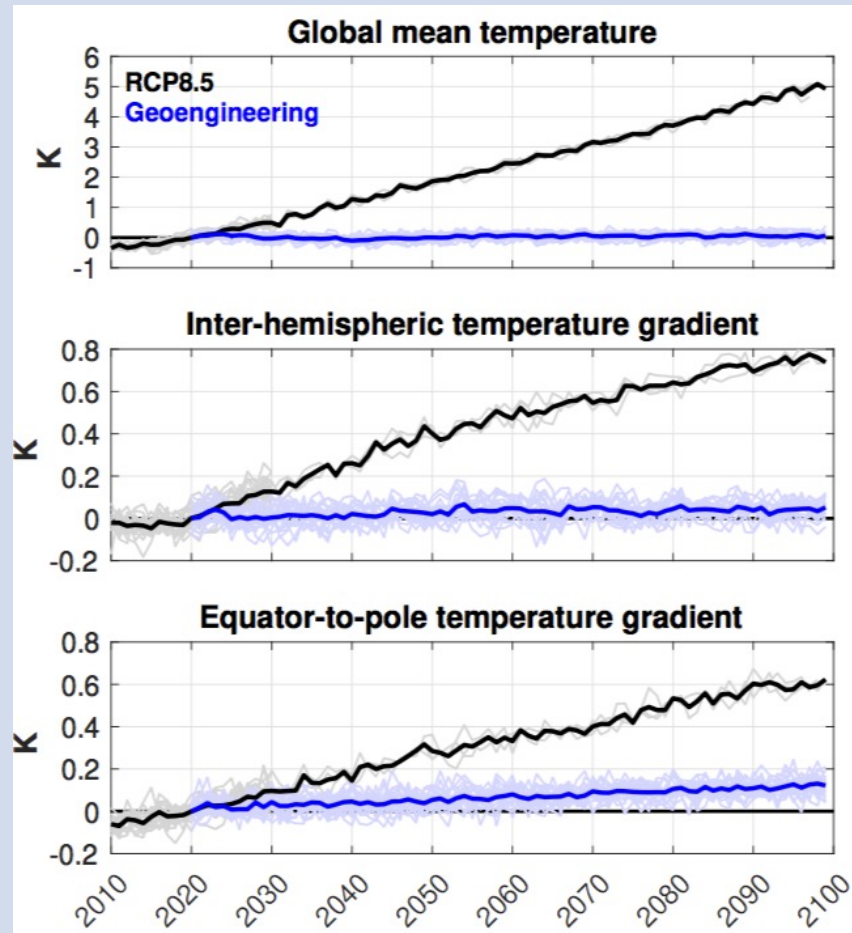 Global mean temperature
6
5
4
3
2
1
0
-1
K
RCP8.5
Geoengineering
Inter-hemispheric temperature gradient
0.8
0.6
0.4
0.2
0
-0.2
K
Equator-to-pole temperature gradient
0.8
0.6
0.4
0.2
0
-0.2
K
2010 2020 2030 2040 2050 2060 2070 2080 2090 2100